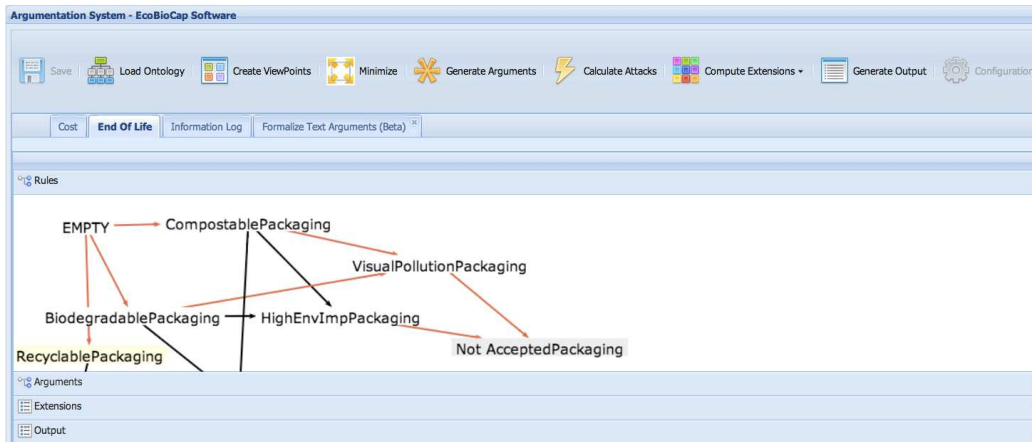 Argumentation System - EcoBioCap Software
Save Load Ontology Create ViewPoints Minimize Generate Arguments Calculate Attacks Compute Extensions Generate Output Configuration
Cost End Of Life Information Log Formalize Text Arguments (Beta)
Rules
EMPTY CompostablePackaging
VisualPollutionPackaging
BiodegradablePackaging HighEnvImpPackaging
Not AcceptedPackaging
RecyclablePackaging
Arguments
Extensions
Output